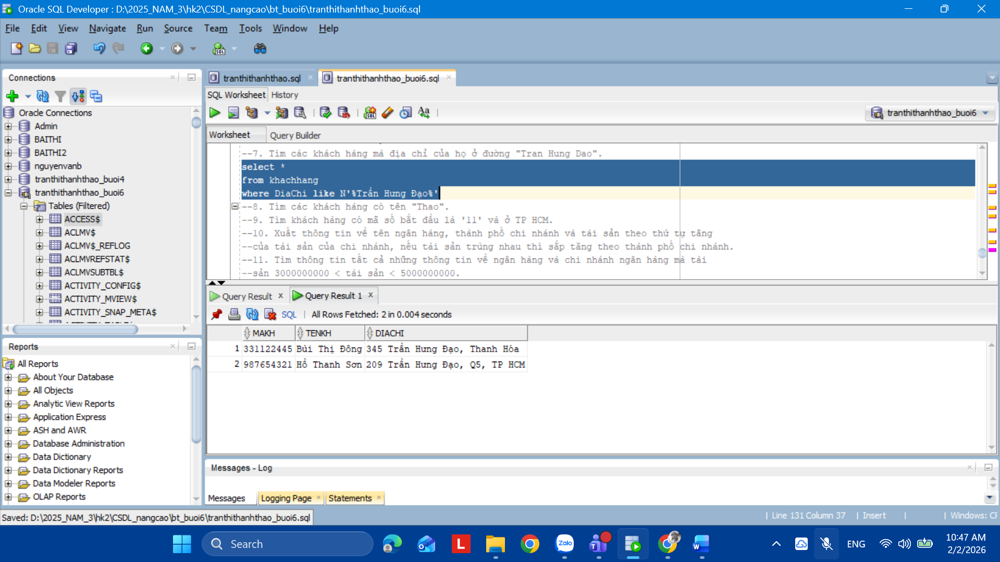 Oracle SQL Developer : D:\2025_NAM_3\hk2\CSDL_nangcao\bt_buoi6\tranthithanhthao_buoi6.sql
File Edit View Navigate Run Source Team Tools Window Help
SQL
Connections
Oracle Connections
Admin
BAITHI
BAITHI2
nguyenvanb
tranthithanhthao_buoi4
tranthithanhthao_buoi6
Tables (Filtered)
ACCESS$
ACLMV$
ACLMV$_REFLOG
ACLMVREFSTAT$
ACLMVSUBTBL$
ACTIVITY_CONFIG$
ACTIVITY_MVIEW$
ACTIVITY_SNAP_META$
Reports
All Reports
About Your Database
All Objects
Analytic View Reports
Application Express
ASH and AWR
Database Administration
Data Dictionary
Data Dictionary Reports
Data Modeler Reports
OLAP Reports
tranthithanhthao.sql tranthithanhthao_buoi6.sql
SQL Worksheet History
SQL Aa tranthithanhthao_buoi6
Worksheet Query Builder
--7. Tìm các khách hàng mà địa chỉ của họ ở đường "Tran Hung Dao".
select *
from khachhang
where DiaChi like N'%Trần Hưng Đạo%'
--8. Tìm các khách hàng có tên "Thao".
--9. Tìm khách hàng có mã số bắt đầu là '11' và ở TP HCM.
--10. Xuất thông tin về tên ngân hàng, thành phố chi nhánh và tài sản theo thứ tự tăng
--của tài sản của chi nhánh, nếu tài sản trùng nhau thì sắp tăng theo thành phố chi nhánh.
--11. Tìm thông tin tất cả những thông tin về ngân hàng và chi nhánh ngân hàng mà tài
--sản 3000000000 < tài sản < 5000000000.
Query Result Query Result 1
SQL All Rows Fetched: 2 in 0.004 seconds
MAKH TENKH DIACHI
1 331122445 Bùi Thị Đông 345 Trần Hưng Đạo, Thanh Hóa
2 987654321 Hồ Thanh Sơn 209 Trần Hưng Đạo, Q5, TP HCM
Messages - Log
Messages Logging Page Statements
Saved: D:\2025_NAM_3\hk2\CSDL_nangcao\bt_buoi6\tranthithanhthao_buoi6.sql
Line 131 Column 37 Insert Windows: CR
Search
L
Zalo
T
W
ENG
10:47 AM
2/2/2026